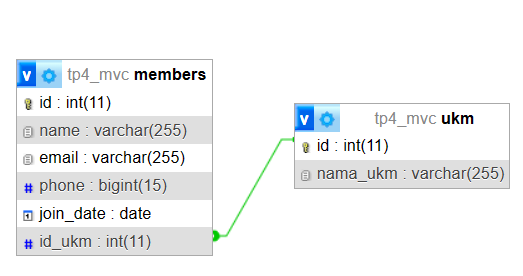 v tp4_mvc members
id : int(11)
name : varchar(255)
email : varchar(255)
# phone : bigint(15)
join_date : date
# id_ukm : int(11)
v tp4_mvc ukm
id : int(11)
nama_ukm : varchar(255)